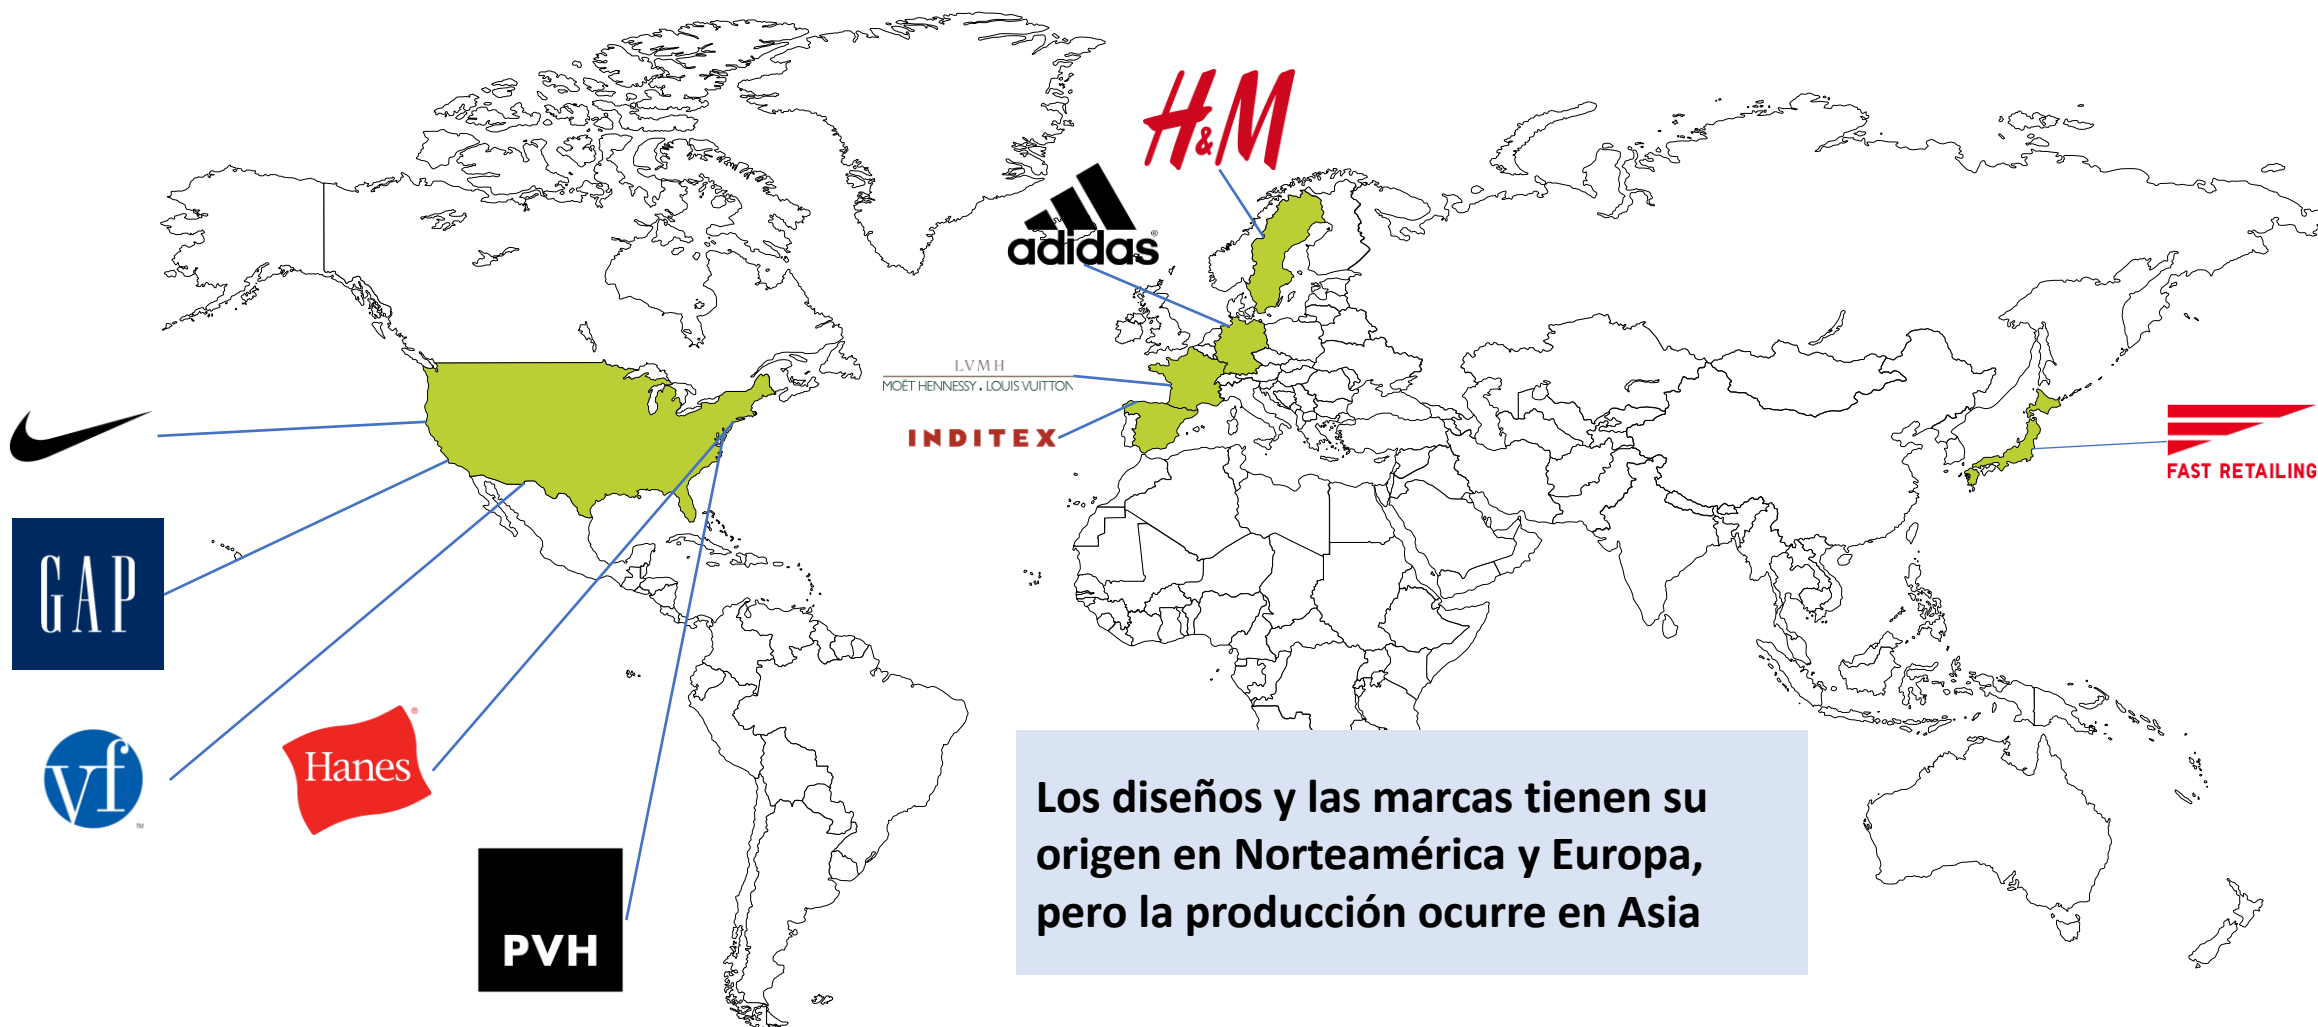 H&M
adidas®
LVMH
MOËT HENNESSY • LOUIS VUITTON
INDITEX
FAST RETAILING
GAP
vf™
Hanes®
PVH
Los diseños y las marcas tienen su
origen en Norteamérica y Europa,
pero la producción ocurre en Asia